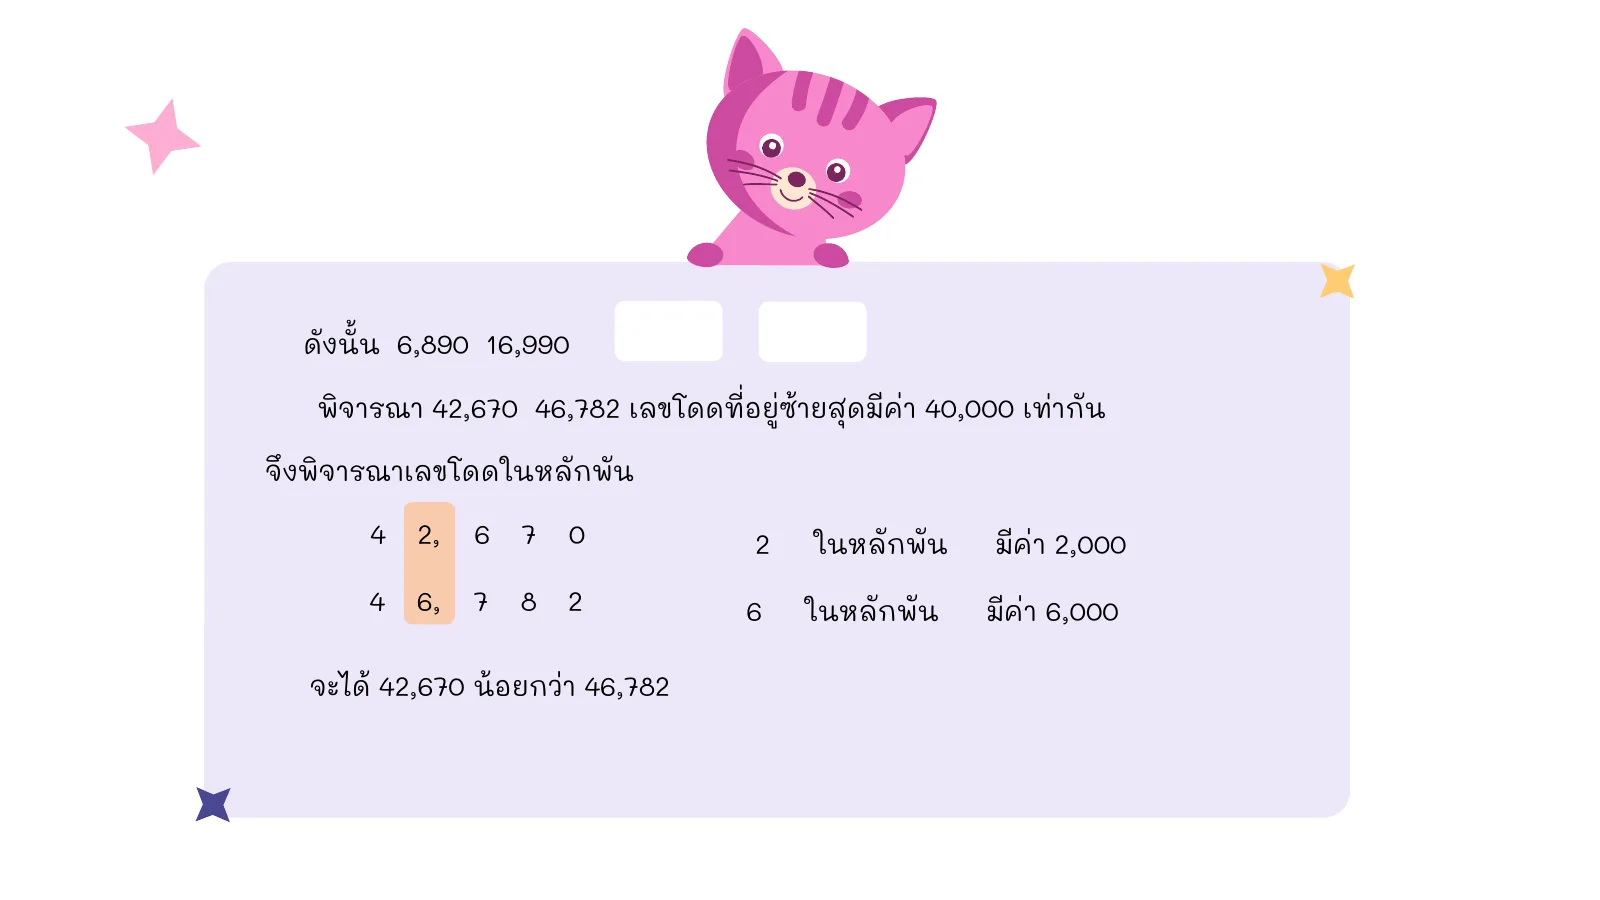 ดังนั้น 6,890 16,990
พิจารณา 42,670 46,782 เลขโดดที่อยู่ซ้ายสุดมีค่า 40,000 เท่ากัน
จึงพิจารณาเลขโดดในหลักพัน
4 2, 6 7 0
2 ในหลักพัน มีค่า 2,000
4 6, 7 8 2
6 ในหลักพัน มีค่า 6,000
จะได้ 42,670 น้อยกว่า 46,782